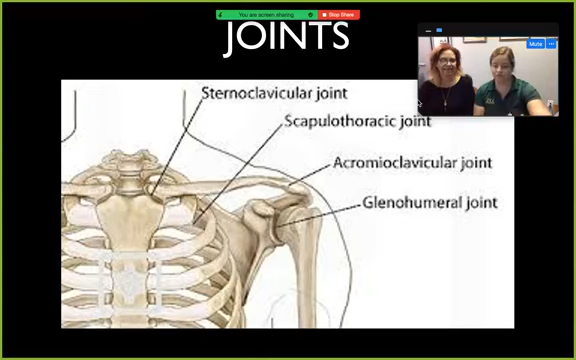 You are screen sharing
Stop Share
JOINTS
Mute
Sternoclavicular joint
Scapulothoracic joint
Acromioclavicular joint
Glenohumeral joint